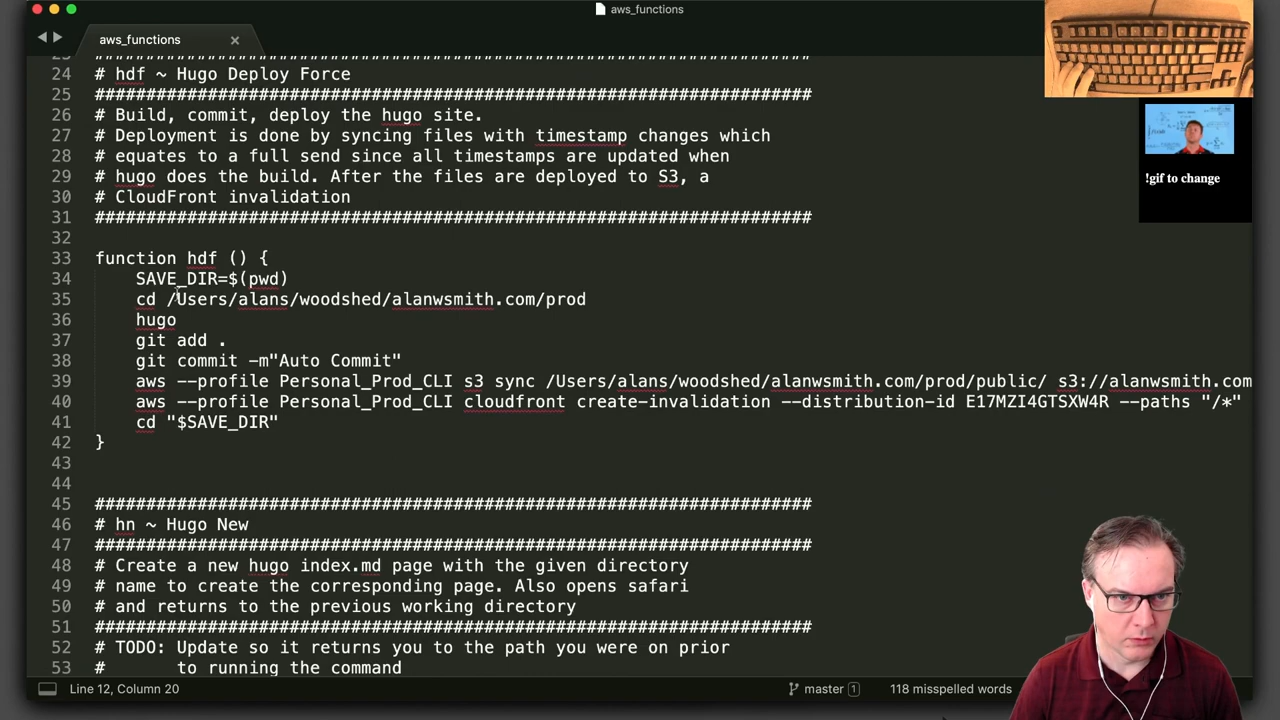 aws_functions
aws_functions
!gif to change
24 # hdf ~ Hugo Deploy Force
25 ######################################################################
26 # Build, commit, deploy the hugo site.
27 # Deployment is done by syncing files with timestamp changes which
28 # equates to a full send since all timestamps are updated when
29 # hugo does the build. After the files are deployed to S3, a
30 # CloudFront invalidation
31 ######################################################################
32
33 function hdf () {
34 SAVE_DIR=$(pwd)
35 cd /Users/alans/woodshed/alanwsmith.com/prod
36 hugo
37 git add .
38 git commit -m"Auto Commit"
39 aws --profile Personal_Prod_CLI s3 sync /Users/alans/woodshed/alanwsmith.com/prod/public/ s3://alanwsmith.com
40 aws --profile Personal_Prod_CLI cloudfront create-invalidation --distribution-id E17MZI4GTSXW4R --paths "/*"
41 cd "$SAVE_DIR"
42 }
43
44
45 ######################################################################
46 # hn ~ Hugo New
47 ######################################################################
48 # Create a new hugo index.md page with the given directory
49 # name to create the corresponding page. Also opens safari
50 # and returns to the previous working directory
51 ######################################################################
52 # TODO: Update so it returns you to the path you were on prior
53 # to running the command
Line 12, Column 20
master 1
118 misspelled words